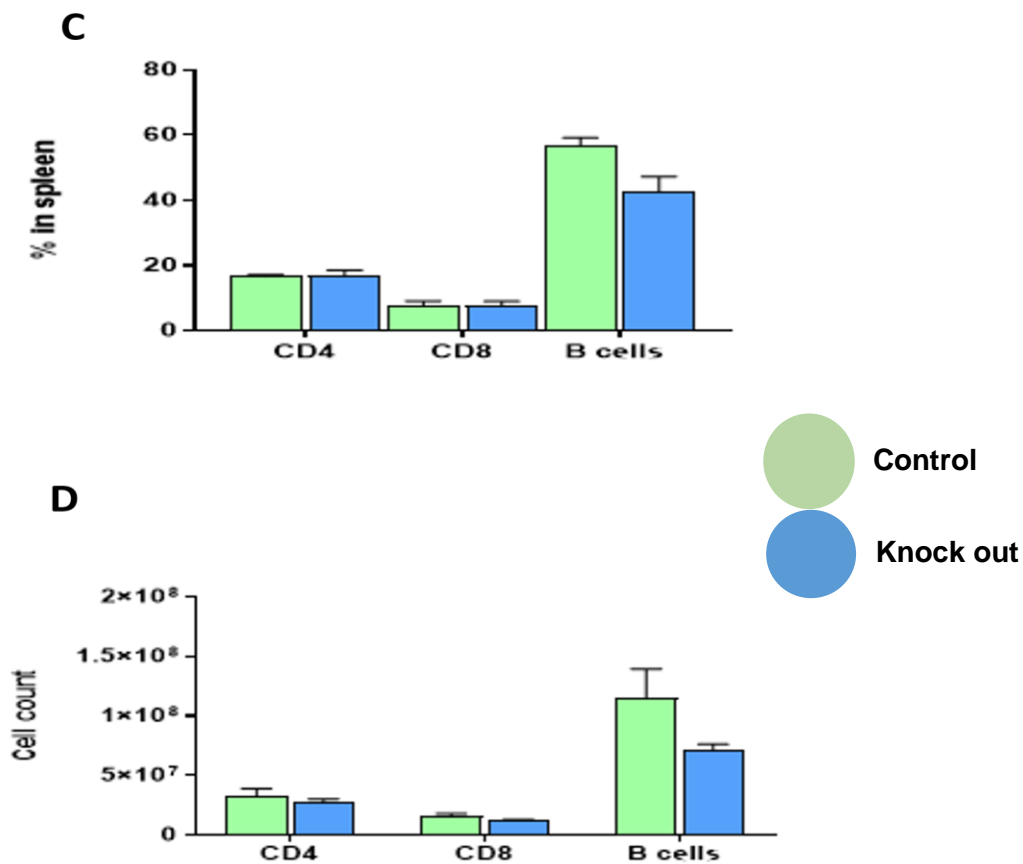 C
80
60
40
20
0
% in spleen
CD4 CD8 B cells
Control
Knock out
D
2×10⁸
1.5×10⁸
1×10⁸
5×10⁷
0
Cell count
CD4 CD8 B cells